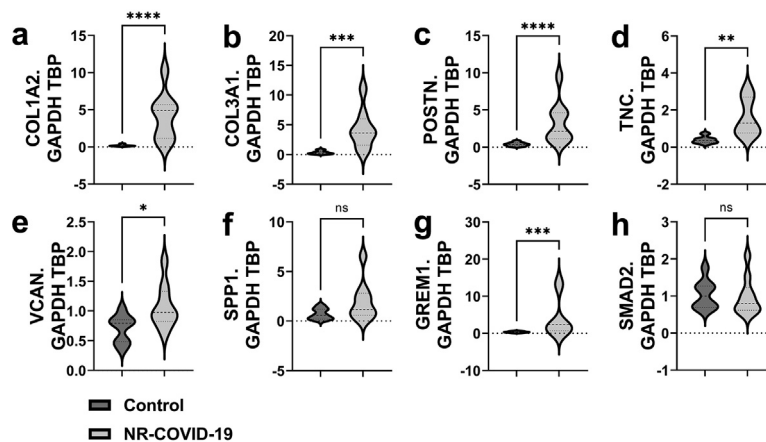 a
COL1A2.
GAPDH TBP
15
10
5
0
-5
****
b
COL3A1.
GAPDH TBP
20
15
10
5
0
-5
***
c
POSTN.
GAPDH TBP
15
10
5
0
-5
****
d
TNC.
GAPDH TBP
6
4
2
0
-2
**
e
VCAN.
GAPDH TBP
2.5
2.0
1.5
1.0
0.5
0.0
*
f
SPP1.
GAPDH TBP
10
5
0
-5
ns
g
GREM1.
GAPDH TBP
30
20
10
0
-10
***
h
SMAD2.
GAPDH TBP
3
2
1
0
-1
ns
Control
NR-COVID-19